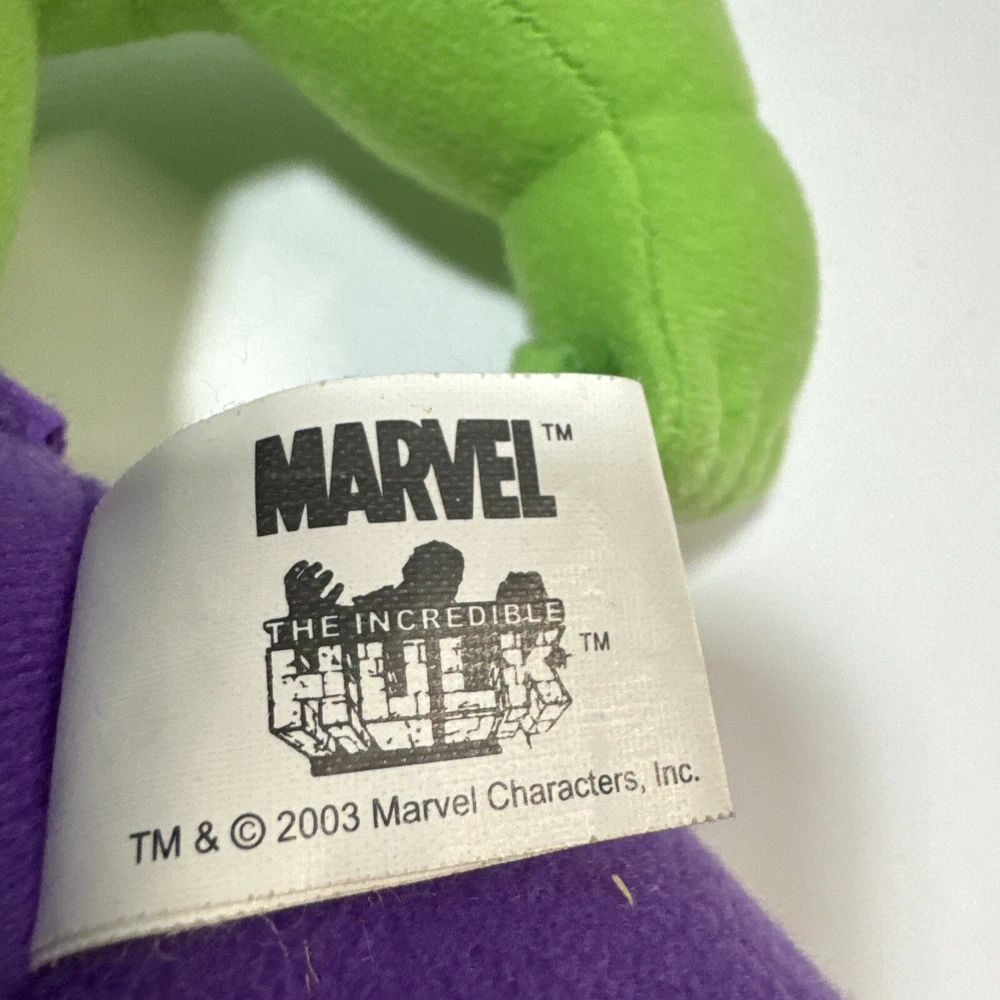 MARVEL™
THE INCREDIBLE
HULK™
TM & © 2003 Marvel Characters, Inc.